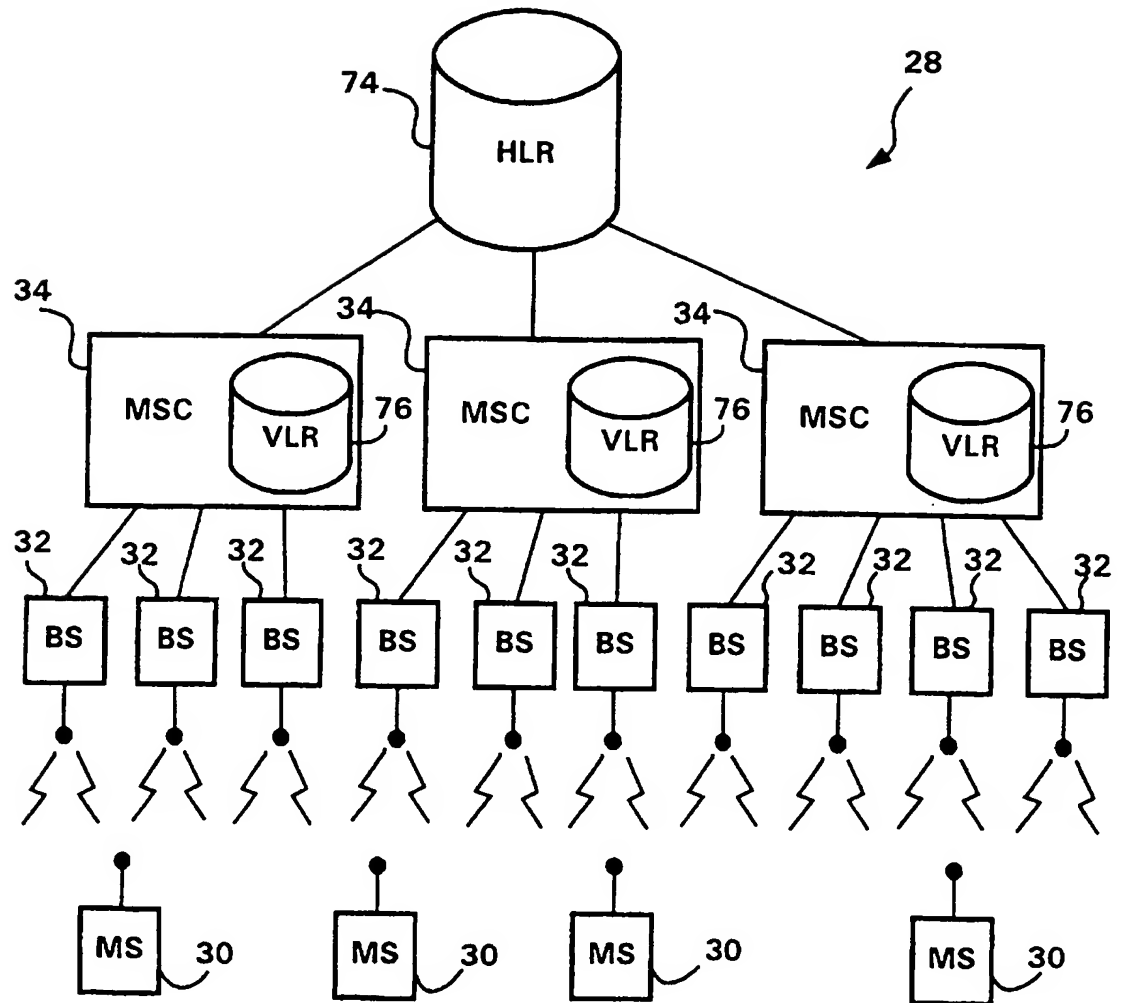 28
74
HLR
34 34 34
MSC VLR 76 MSC VLR 76 MSC VLR 76
32 32 32 32 32 32 32 32 32 32
BS BS BS BS BS BS BS BS BS BS
MS 30 MS 30 MS 30 MS 30